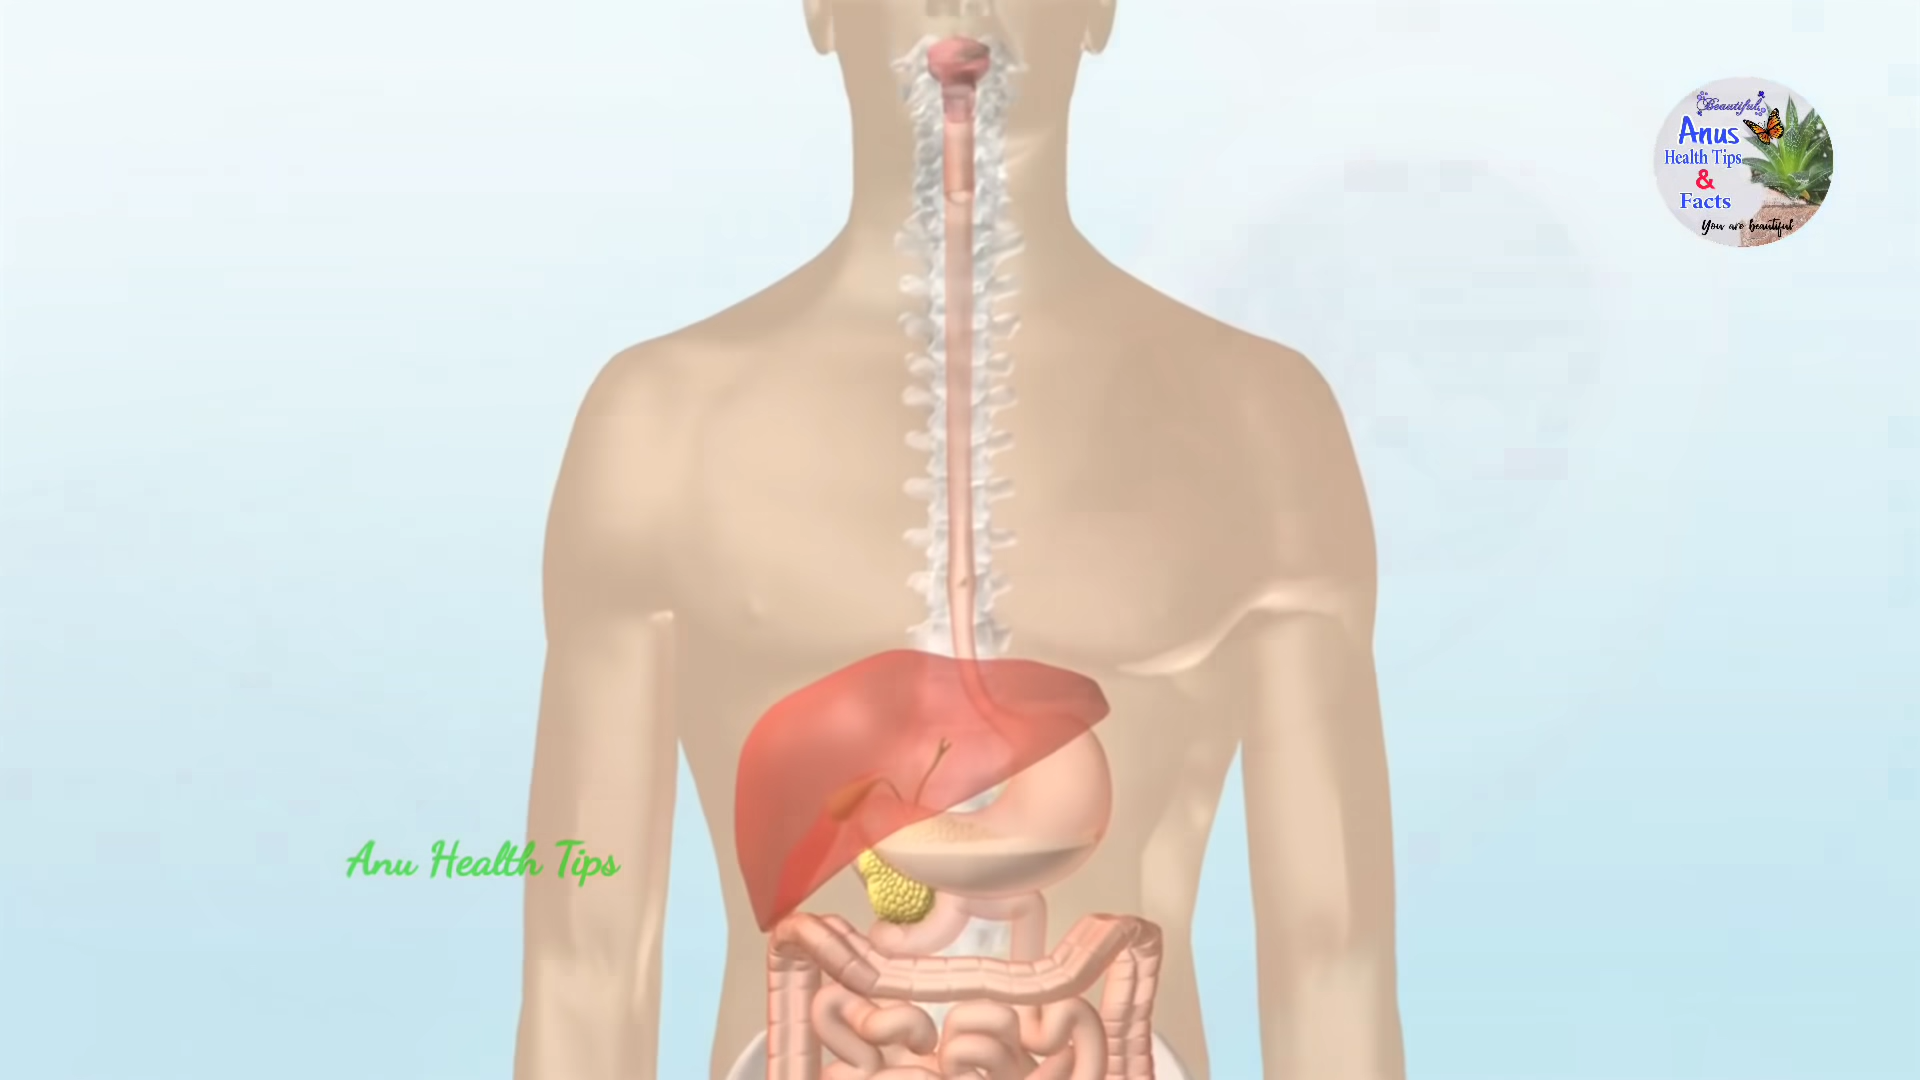 Beautiful
Anus
Health Tips
&
Facts
You are beautiful
Anu Health Tips